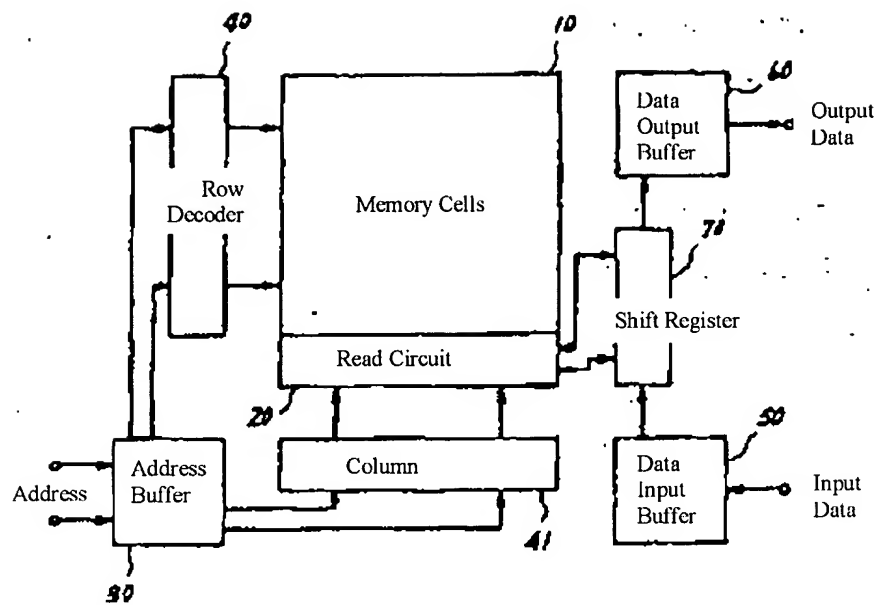 40
10
60
Data
Output
Buffer
Output
Data
Row
Decoder
Memory Cells
71
Shift Register
Read Circuit
20
50
Address
Buffer
Column
Data
Input
Buffer
Address
Input
Data
41